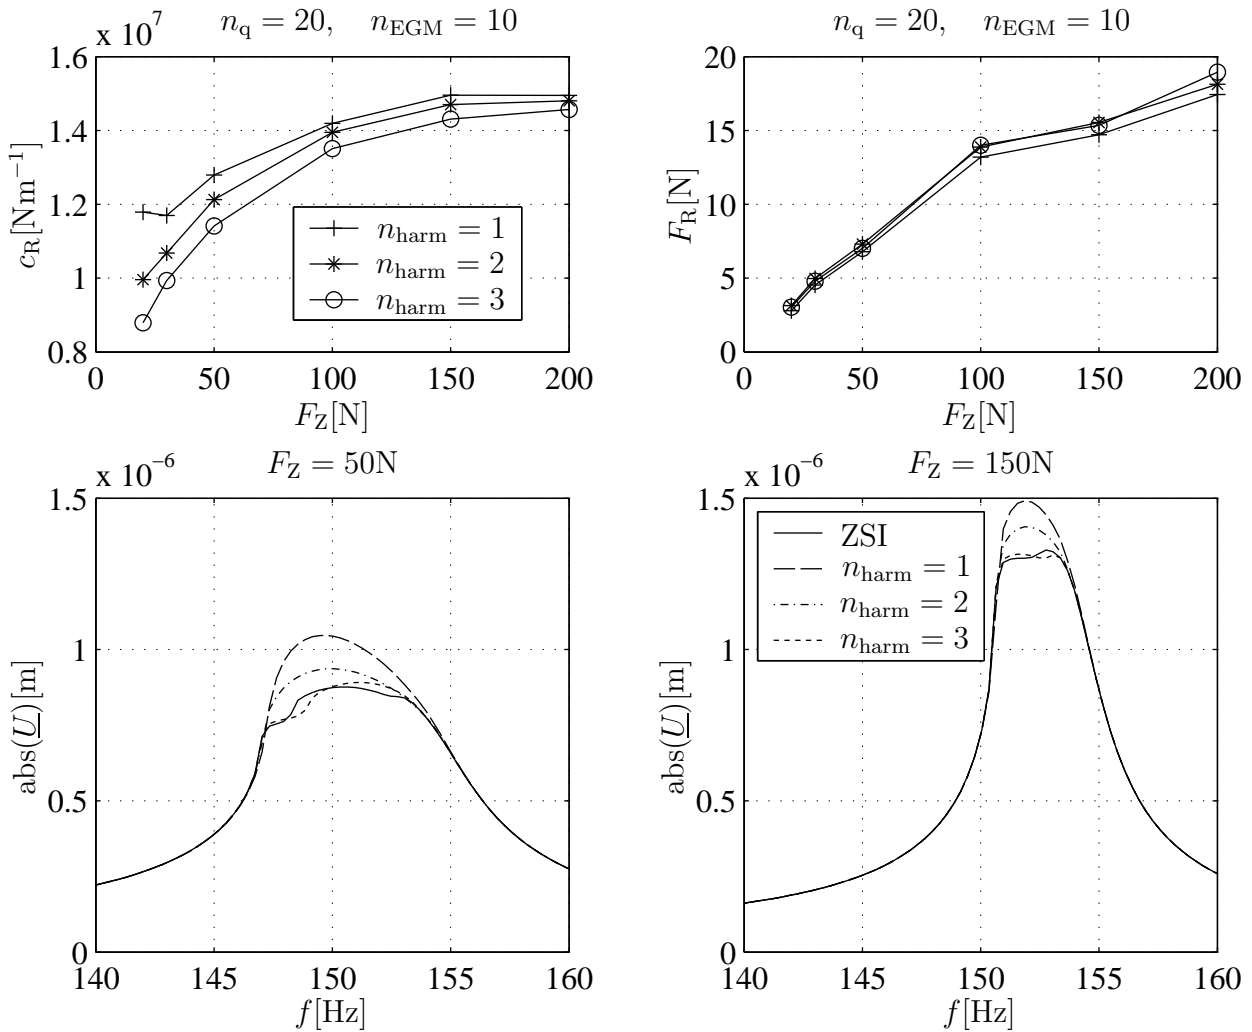 n_q = 20, n_EGM = 10
x 10^7
1.6
1.4
1.2
1
0.8
c_R[Nm^−1]
0 50 100 150 200
F_Z[N]
n_harm = 1
n_harm = 2
n_harm = 3
n_q = 20, n_EGM = 10
20
15
10
5
0
F_R[N]
0 50 100 150 200
F_Z[N]
x 10^−6
F_Z = 50N
1.5
1
0.5
0
abs(U)[m]
140 145 150 155 160
f[Hz]
x 10^−6
F_Z = 150N
1.5
1
0.5
0
abs(U)[m]
ZSI
n_harm = 1
n_harm = 2
n_harm = 3
140 145 150 155 160
f[Hz]